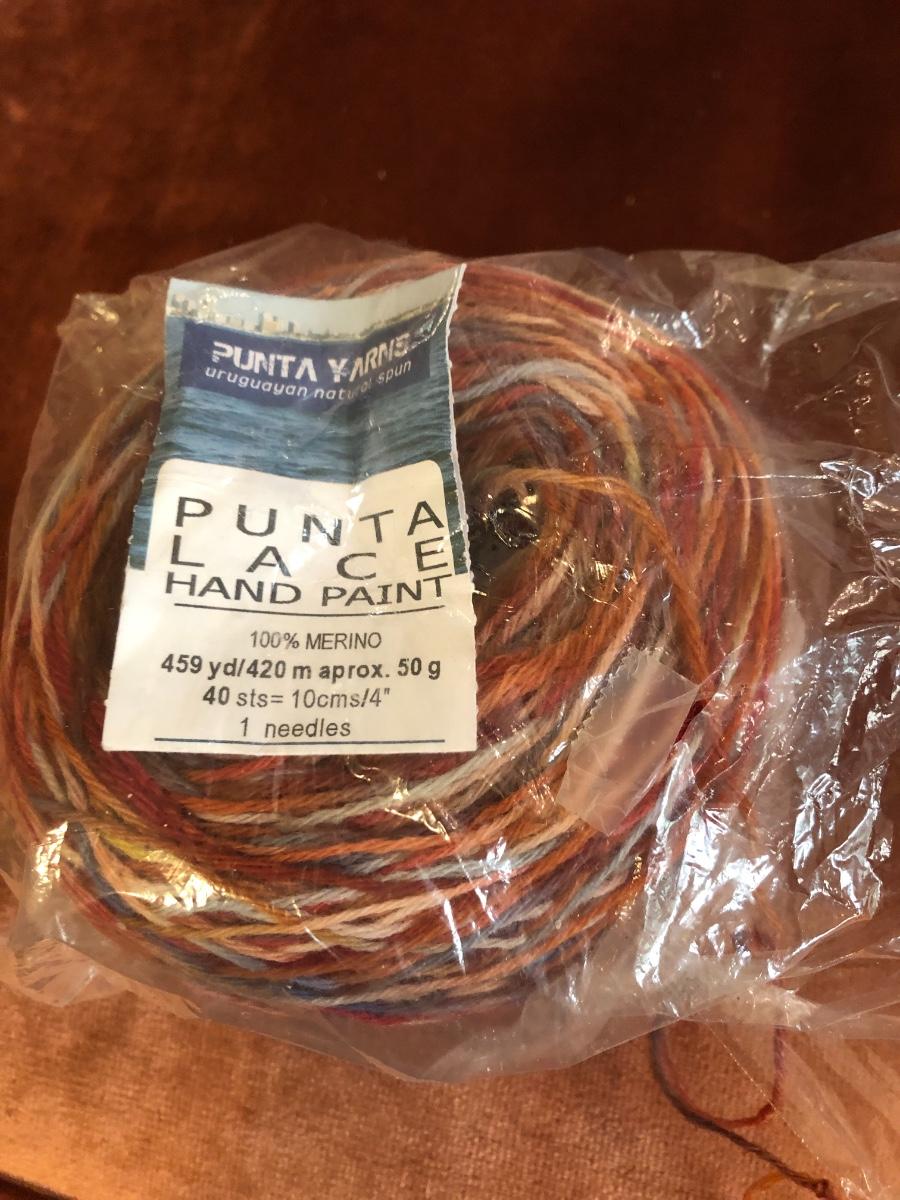 PUNTA YARNS
uruguayan natural spun
PUNTA
LACE
HAND PAINT
100% MERINO
459 yd/420 m aprox. 50 g
40 sts= 10cms/4"
1 needles